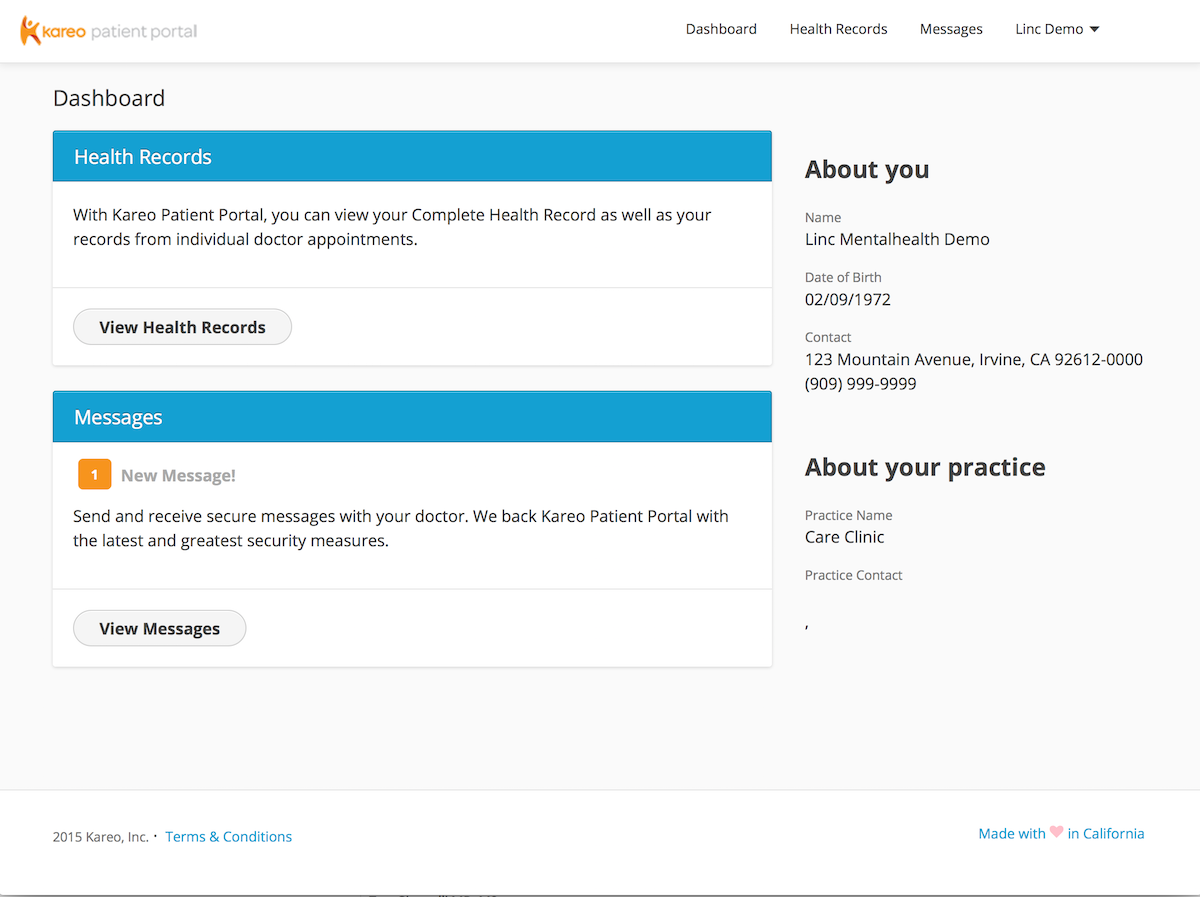 kareo patient portal
Dashboard
Health Records
Messages
Linc Demo
Dashboard
Health Records
With Kareo Patient Portal, you can view your Complete Health Record as well as your
records from individual doctor appointments.
View Health Records
Messages
1 New Message!
Send and receive secure messages with your doctor. We back Kareo Patient Portal with
the latest and greatest security measures.
View Messages
About you
Name
Linc Mentalhealth Demo
Date of Birth
02/09/1972
Contact
123 Mountain Avenue, Irvine, CA 92612-0000
(909) 999-9999
About your practice
Practice Name
Care Clinic
Practice Contact
,
2015 Kareo, Inc. · Terms & Conditions
Made with ♥ in California